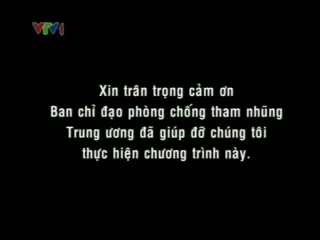 VTV1
Xin trân trọng cảm ơn
Ban chỉ đạo phòng chống tham nhũng
Trung ương đã giúp đỡ chúng tôi
thực hiện chương trình này.